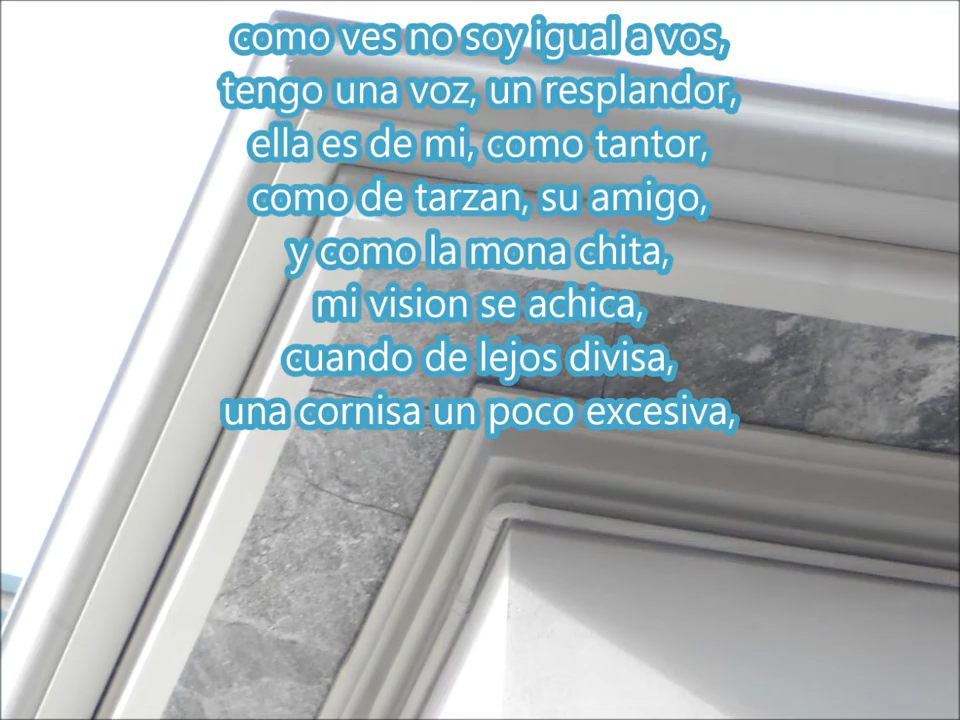 como ves no soy igual a vos,
tengo una voz, un resplandor,
ella es de mi, como tantor,
como de tarzan, su amigo,
y como la mona chita,
mi vision se achica,
cuando de lejos divisa,
una cornisa un poco excesiva,